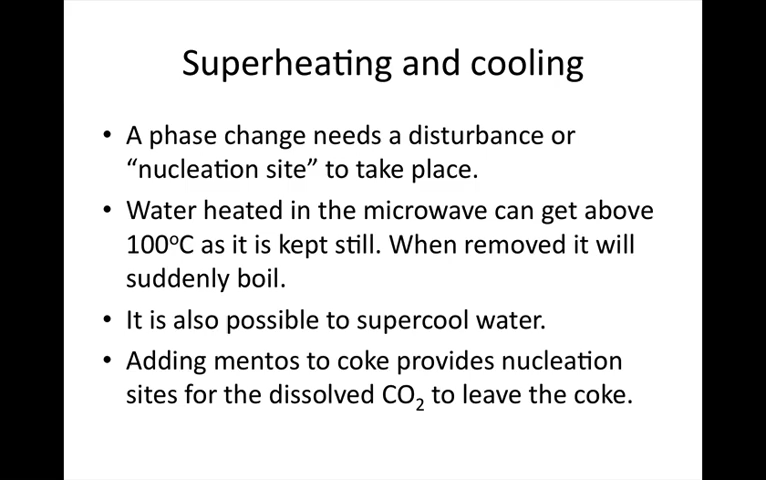 Superheating and cooling
• A phase change needs a disturbance or
“nucleation site” to take place.
• Water heated in the microwave can get above
100°C as it is kept still. When removed it will
suddenly boil.
• It is also possible to supercool water.
• Adding mentos to coke provides nucleation
sites for the dissolved CO₂ to leave the coke.